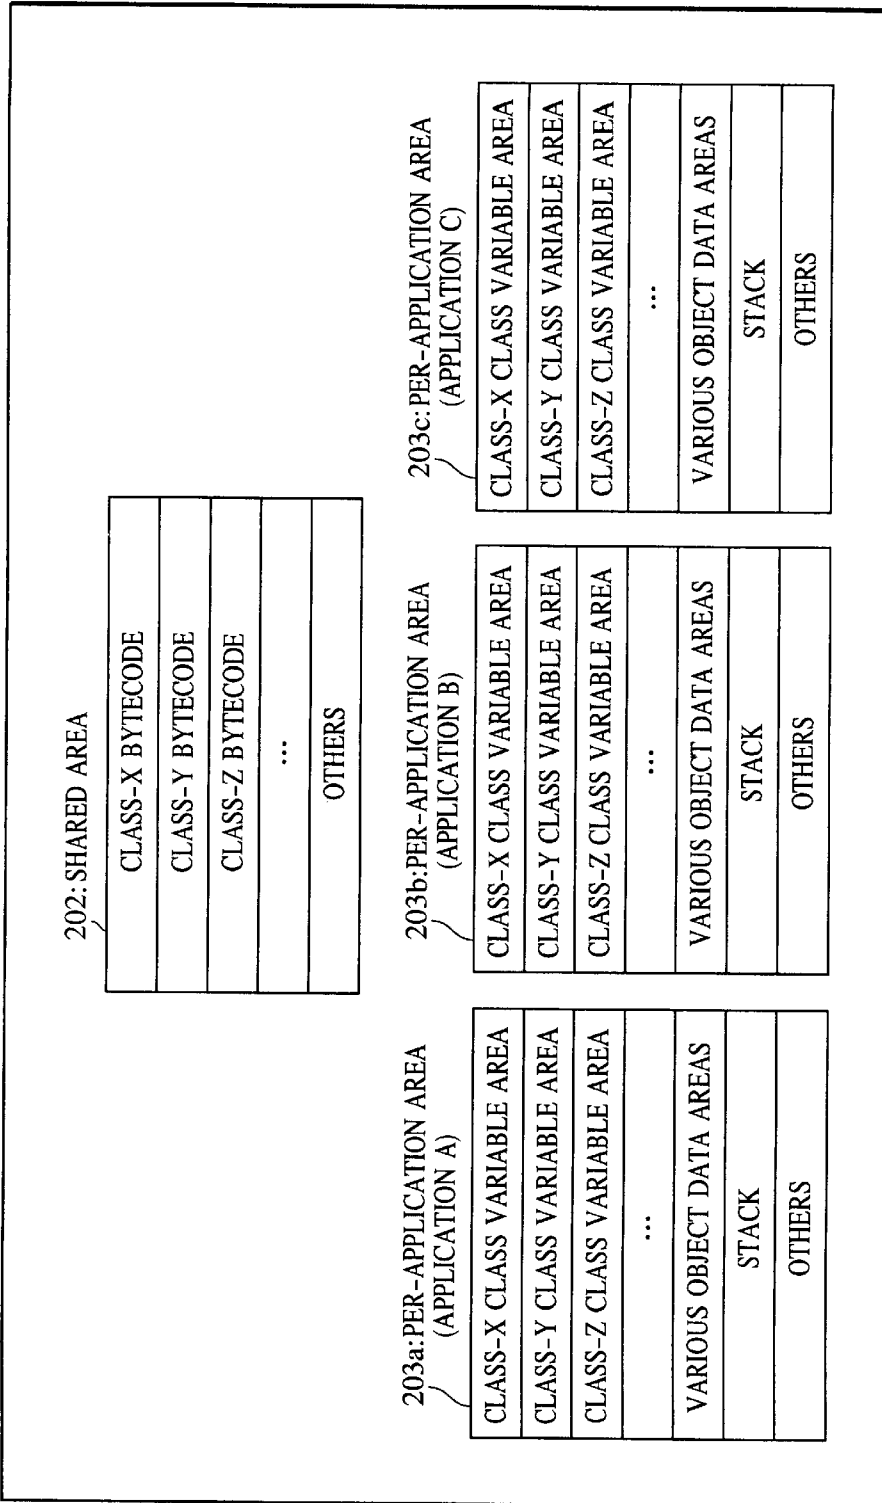 202: SHARED AREA
CLASS-X BYTECODE
CLASS-Y BYTECODE
CLASS-Z BYTECODE
...
OTHERS
203a:PER-APPLICATION AREA
(APPLICATION A)
CLASS-X CLASS VARIABLE AREA
CLASS-Y CLASS VARIABLE AREA
CLASS-Z CLASS VARIABLE AREA
...
VARIOUS OBJECT DATA AREAS
STACK
OTHERS
203b:PER-APPLICATION AREA
(APPLICATION B)
CLASS-X CLASS VARIABLE AREA
CLASS-Y CLASS VARIABLE AREA
CLASS-Z CLASS VARIABLE AREA
...
VARIOUS OBJECT DATA AREAS
STACK
OTHERS
203c:PER-APPLICATION AREA
(APPLICATION C)
CLASS-X CLASS VARIABLE AREA
CLASS-Y CLASS VARIABLE AREA
CLASS-Z CLASS VARIABLE AREA
...
VARIOUS OBJECT DATA AREAS
STACK
OTHERS